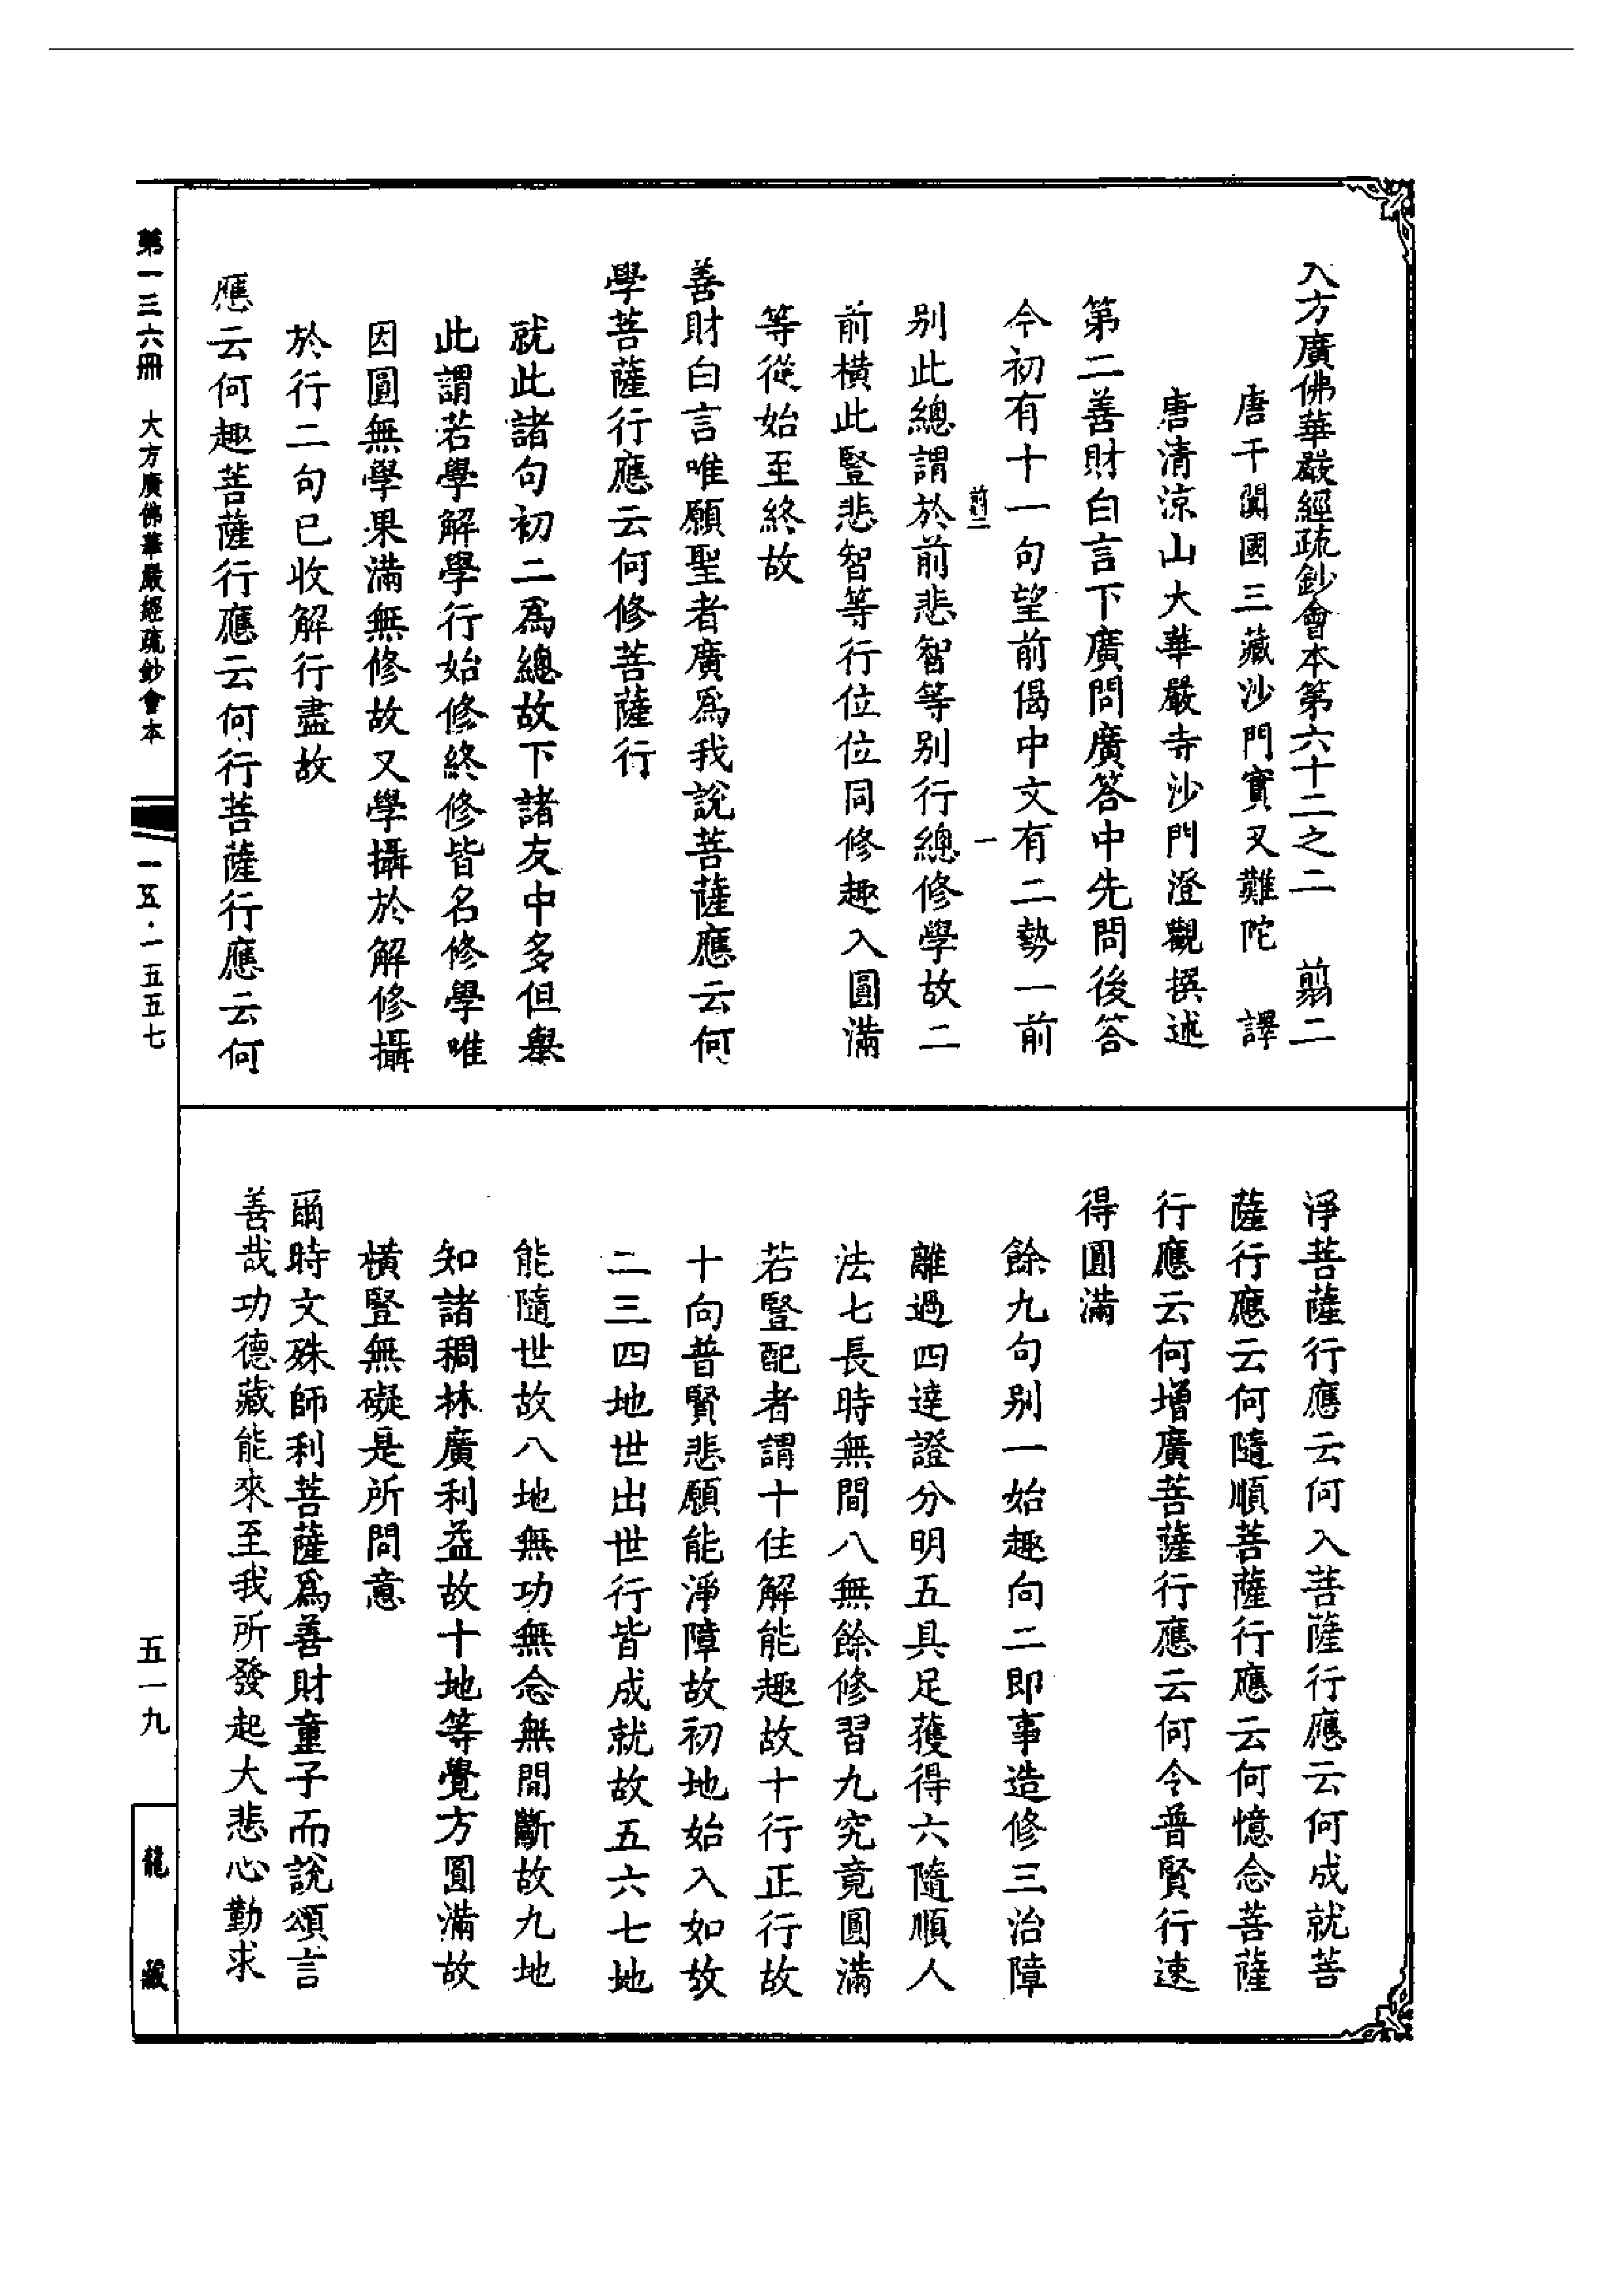 入方廣佛華嚴經疏鈔會本第六十二之二　翦二
唐于闐國三藏沙門實叉難陀　譯
唐清涼山大華嚴寺沙門澄觀撰述
第二善財白言下廣問廣答中先問後答
今初有十一句望前偈中文有二勢一前
別此總謂於前悲智等別行總修學故二
前橫此豎悲智等行位位同修趣入圓滿
等從始至終故
善財白言唯願聖者廣爲我說菩薩應云何
學菩薩行應云何修菩薩行
就此諸句初二爲總故下諸友中多但舉
此謂若學解學行始修終修皆名修學唯
因圓無學果滿無修故又學攝於解修攝
於行二句已收解行盡故
應云何趣菩薩行應云何行菩薩行應云何
淨菩薩行應云何入菩薩行應云何成就菩
薩行應云何隨順菩薩行應云何憶念菩薩
行應云何增廣菩薩行應云何令普賢行速
得圓滿
餘九句別一始趣向二即事造修三治障
離過四達證分明五具足獲得六隨順人
法七長時無間八無餘修習九究竟圓滿
若豎配者謂十住解能趣故十行正行故
十向普賢悲願能淨障故初地始入如故
二三四地世出世行皆成就故五六七地
能隨世故八地無功無念無間斷故九地
知諸稠林廣利益故十地等覺方圓滿故
橫豎無礙是所問意
爾時文殊師利菩薩爲善財童子而說頌言
善哉功德藏能來至我所發起大悲心勤求
第一三六冊　大方廣佛華嚴經疏鈔會本
一五·一五五七
五一九
龍藏